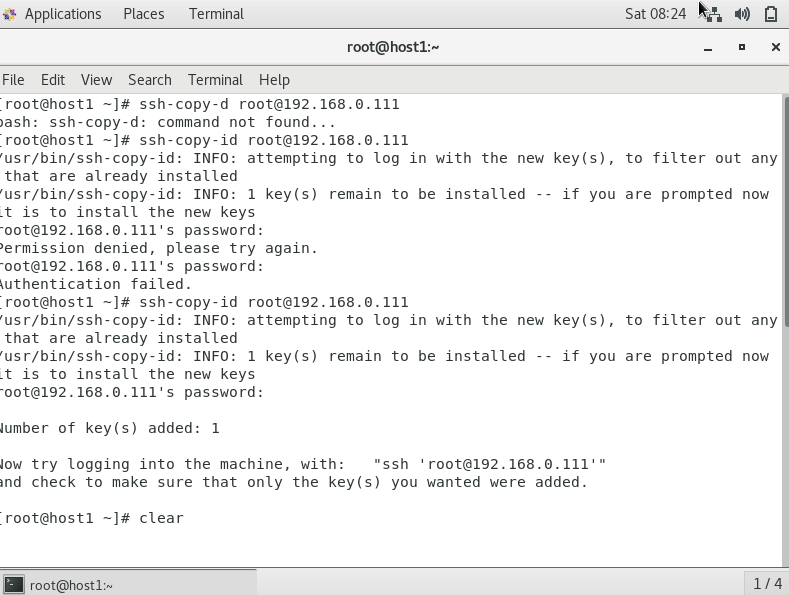 Applications Places Terminal Sat 08:24
root@host1:~
File Edit View Search Terminal Help
[root@host1 ~]# ssh-copy-d root@192.168.0.111
bash: ssh-copy-d: command not found...
[root@host1 ~]# ssh-copy-id root@192.168.0.111
/usr/bin/ssh-copy-id: INFO: attempting to log in with the new key(s), to filter out any
that are already installed
/usr/bin/ssh-copy-id: INFO: 1 key(s) remain to be installed -- if you are prompted now
it is to install the new keys
root@192.168.0.111's password:
Permission denied, please try again.
root@192.168.0.111's password:
Authentication failed.
[root@host1 ~]# ssh-copy-id root@192.168.0.111
/usr/bin/ssh-copy-id: INFO: attempting to log in with the new key(s), to filter out any
that are already installed
/usr/bin/ssh-copy-id: INFO: 1 key(s) remain to be installed -- if you are prompted now
it is to install the new keys
root@192.168.0.111's password:
Number of key(s) added: 1
Now try logging into the machine, with:   "ssh 'root@192.168.0.111'"
and check to make sure that only the key(s) you wanted were added.
[root@host1 ~]# clear
root@host1:~ 1 / 4